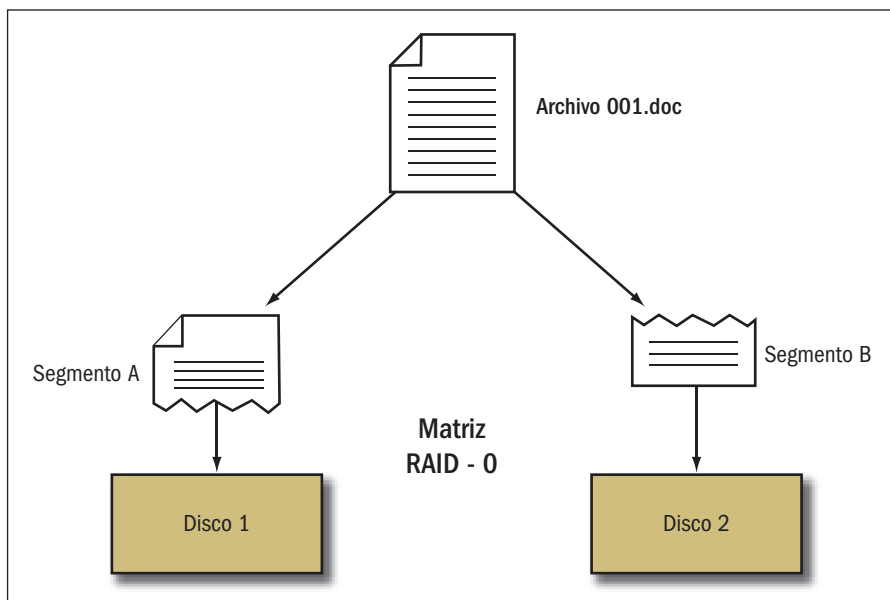 Archivo 001.doc
Segmento A
Segmento B
Matriz
RAID - 0
Disco 1
Disco 2